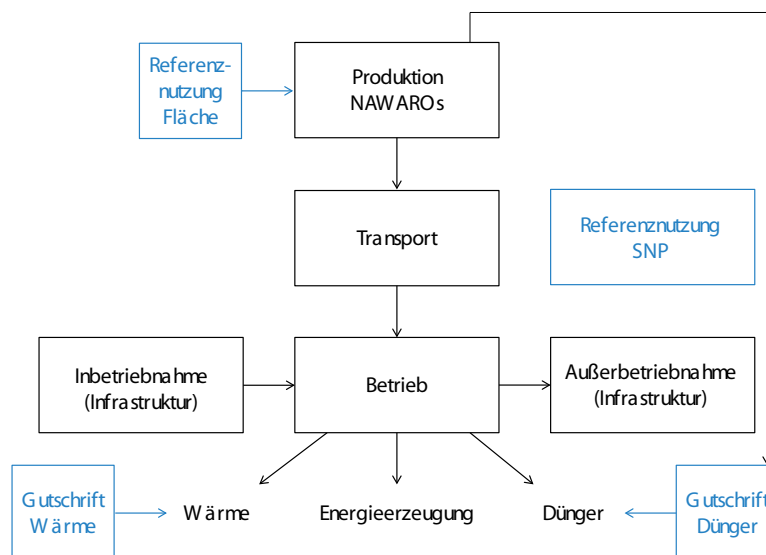 Referenz-
nutzung
Fläche
Produktion
NAWAROs
Transport
Referenznutzung
SNP
Inbetriebnahme
(Infrastruktur)
Betrieb
Außerbetriebnahme
(Infrastruktur)
Gutschrift
Wärme
Wärme
Energieerzeugung
Dünger
Gutschrift
Dünger